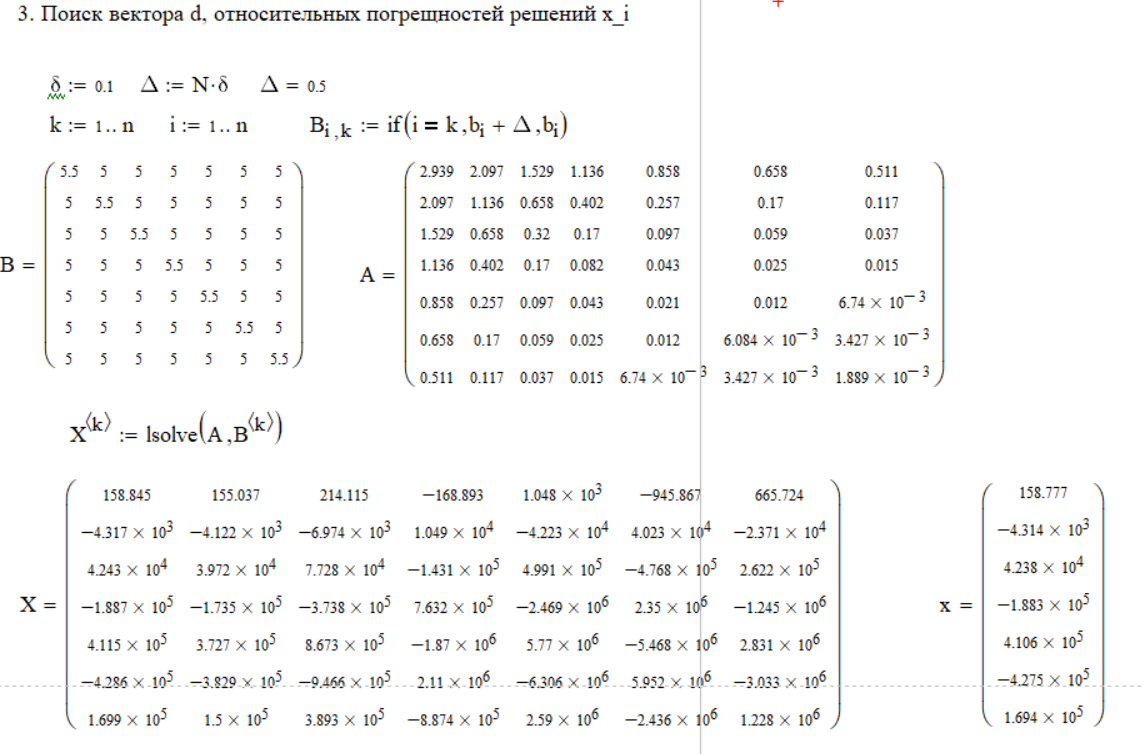 3. Поиск вектора d, относительных погрещностей решений x_i
δ := 0.1 Δ := N·δ Δ = 0.5
k := 1.. n i := 1.. n B_{i,k} := if(i = k, b_i + Δ, b_i)
B =
5.5 5 5 5 5 5 5
5 5.5 5 5 5 5 5
5 5 5.5 5 5 5 5
5 5 5 5.5 5 5 5
5 5 5 5 5.5 5 5
5 5 5 5 5 5.5 5
5 5 5 5 5 5 5.5
A =
2.939 2.097 1.529 1.136 0.858 0.658 0.511
2.097 1.136 0.658 0.402 0.257 0.17 0.117
1.529 0.658 0.32 0.17 0.097 0.059 0.037
1.136 0.402 0.17 0.082 0.043 0.025 0.015
0.858 0.257 0.097 0.043 0.021 0.012 6.74 × 10^−3
0.658 0.17 0.059 0.025 0.012 6.084 × 10^−3 3.427 × 10^−3
0.511 0.117 0.037 0.015 6.74 × 10^−3 3.427 × 10^−3 1.889 × 10^−3
X^⟨k⟩ := lsolve(A, B^⟨k⟩)
X =
158.845 155.037 214.115 −168.893 1.048 × 10^3 −945.867 665.724
−4.317 × 10^3 −4.122 × 10^3 −6.974 × 10^3 1.049 × 10^4 −4.223 × 10^4 4.023 × 10^4 −2.371 × 10^4
4.243 × 10^4 3.972 × 10^4 7.728 × 10^4 −1.431 × 10^5 4.991 × 10^5 −4.768 × 10^5 2.622 × 10^5
−1.887 × 10^5 −1.735 × 10^5 −3.738 × 10^5 7.632 × 10^5 −2.469 × 10^6 2.35 × 10^6 −1.245 × 10^6
4.115 × 10^5 3.727 × 10^5 8.673 × 10^5 −1.87 × 10^6 5.77 × 10^6 −5.468 × 10^6 2.831 × 10^6
−4.286 × 10^5 −3.829 × 10^5 −9.466 × 10^5 2.11 × 10^6 −6.306 × 10^6 5.952 × 10^6 −3.033 × 10^6
1.699 × 10^5 1.5 × 10^5 3.893 × 10^5 −8.874 × 10^5 2.59 × 10^6 −2.436 × 10^6 1.228 × 10^6
x =
158.777
−4.314 × 10^3
4.238 × 10^4
−1.883 × 10^5
4.106 × 10^5
−4.275 × 10^5
1.694 × 10^5